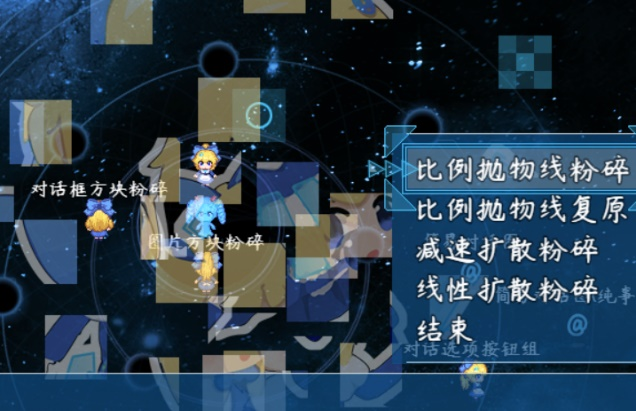 对话框方块粉碎
图片方块粉碎
比例抛物线粉碎
比例抛物线复原
减速扩散粉碎
线性扩散粉碎
结束
@
@
对话选项按钮组